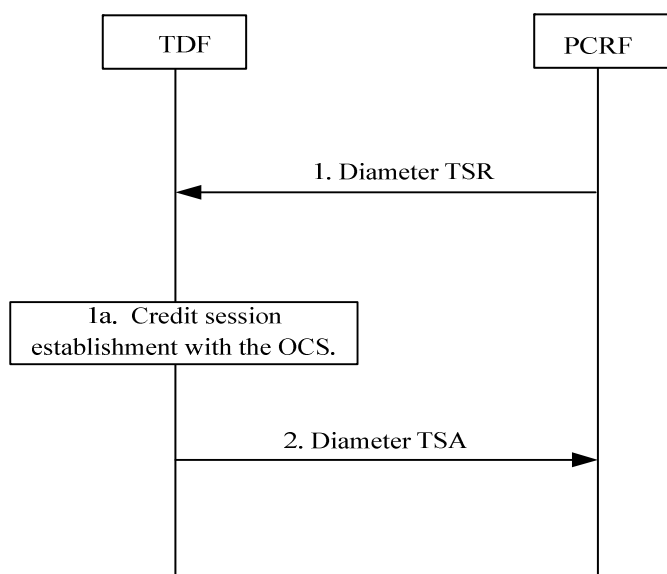 TDF
PCRF
1. Diameter TSR
1a. Credit session
establishment with the OCS.
2. Diameter TSA